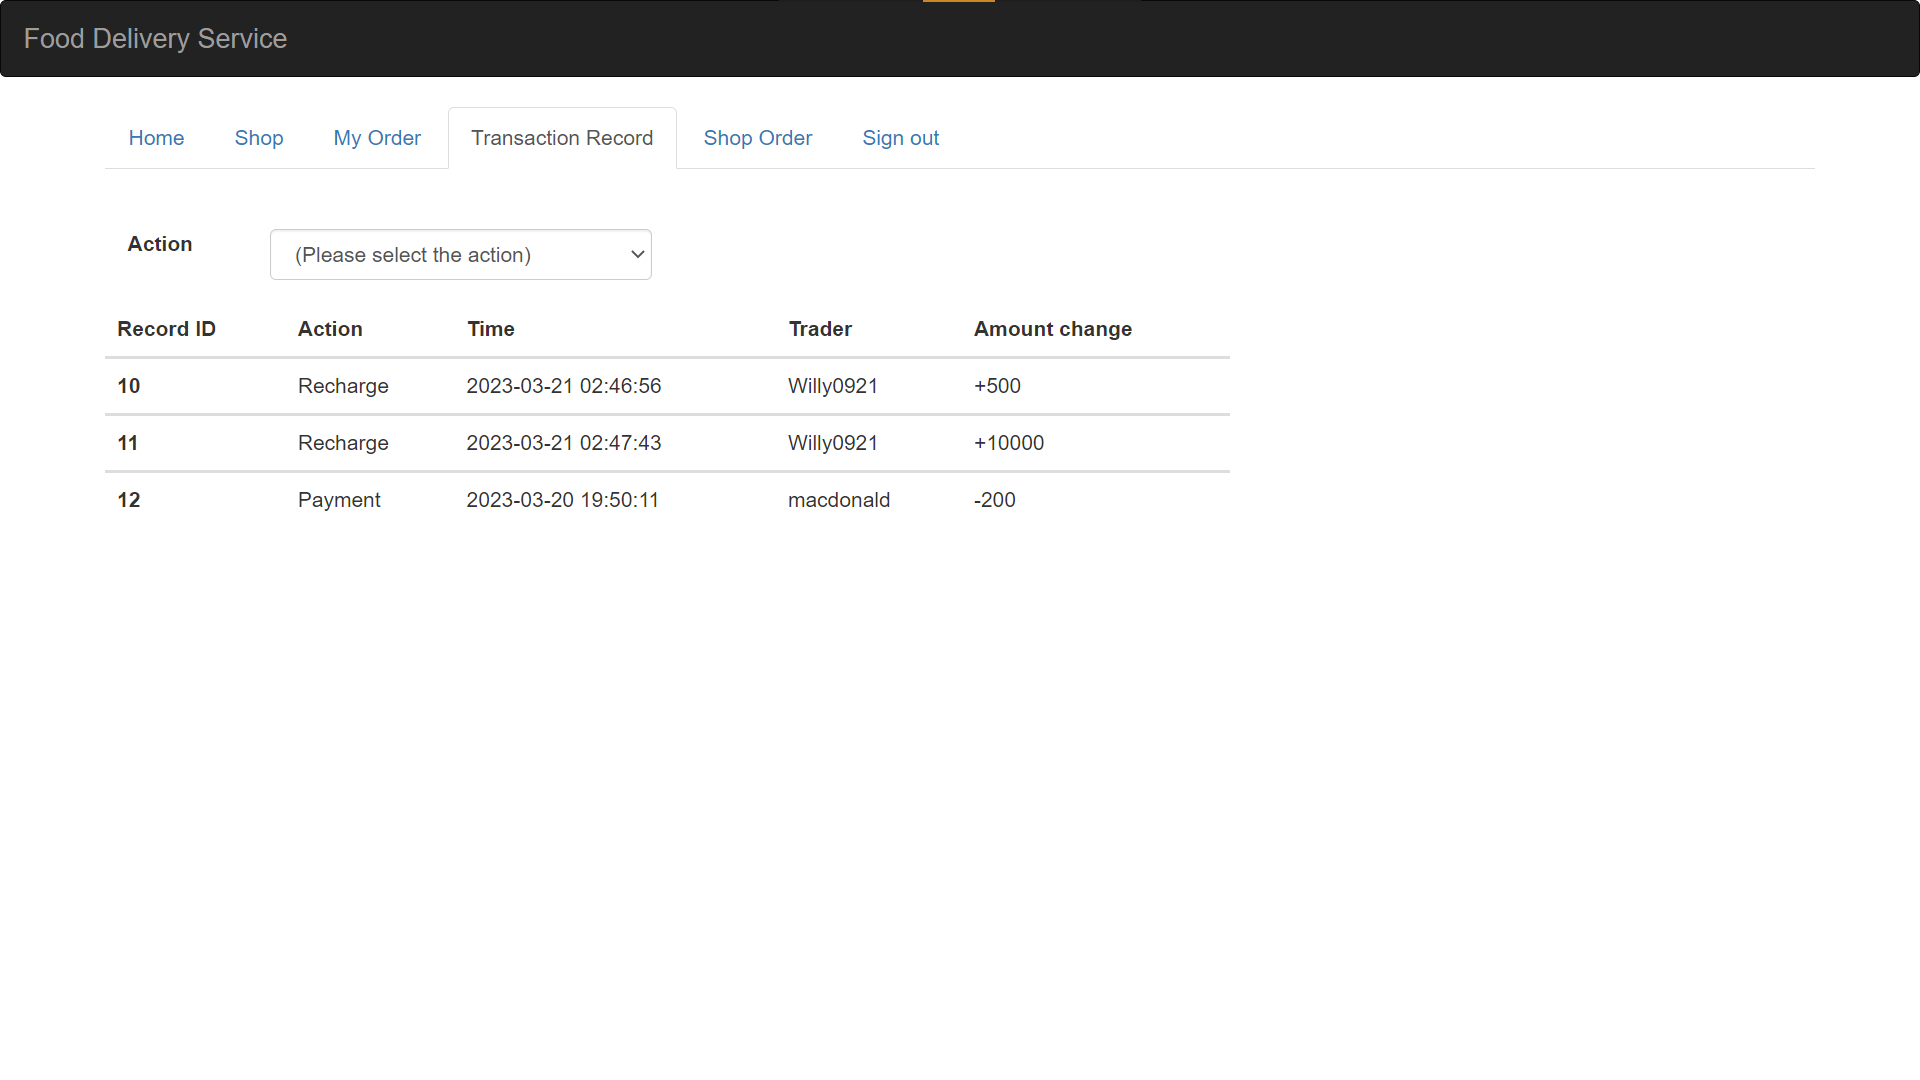 Food Delivery Service
Home Shop My Order Transaction Record Shop Order Sign out
Action (Please select the action)
Record ID Action Time Trader Amount change
10 Recharge 2023-03-21 02:46:56 Willy0921 +500
11 Recharge 2023-03-21 02:47:43 Willy0921 +10000
12 Payment 2023-03-20 19:50:11 macdonald -200